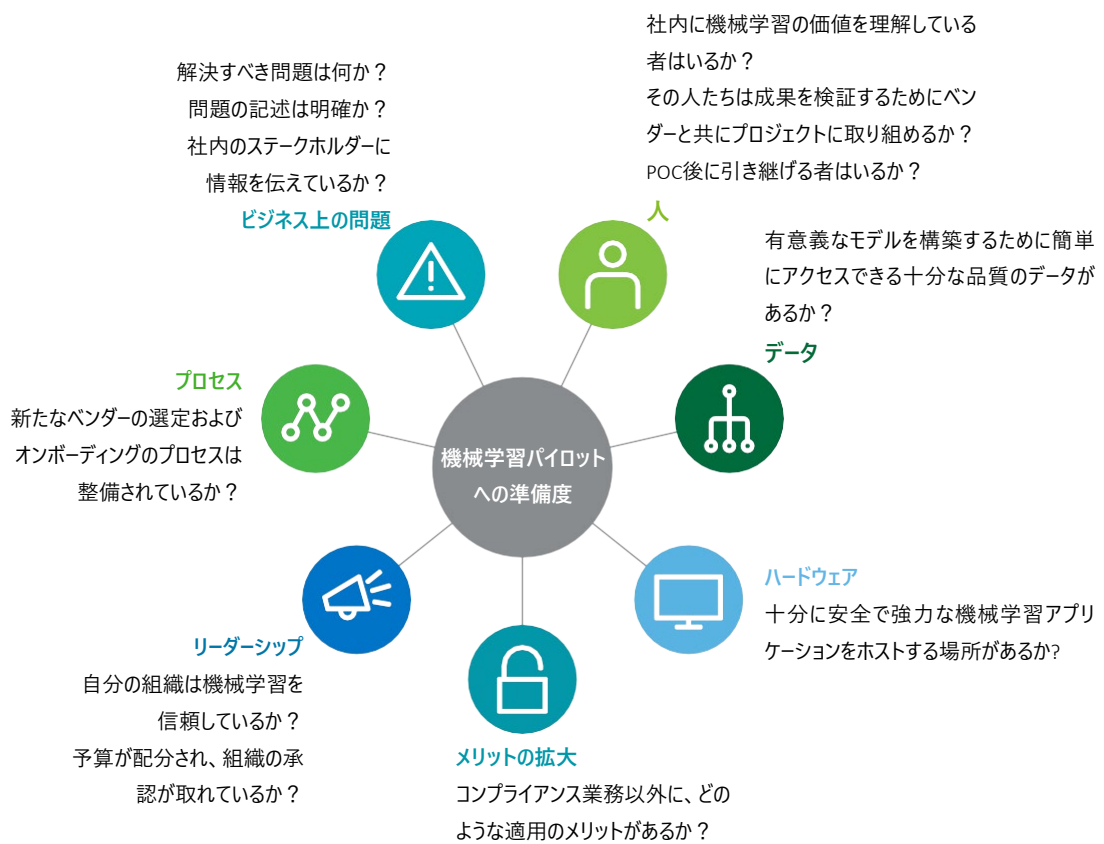 解決すべき問題は何か？
問題の記述は明確か？
社内のステークホルダーに
情報を伝えているか？
ビジネス上の問題
社内に機械学習の価値を理解している
者はいるか？
その人たちは成果を検証するためにベン
ダーと共にプロジェクトに取り組めるか？
POC後に引き継げる者はいるか？
人
有意義なモデルを構築するために簡単
にアクセスできる十分な品質のデータが
あるか？
データ
プロセス
新たなベンダーの選定および
オンボーディングのプロセスは
整備されているか？
機械学習パイロット
への準備度
ハードウェア
十分に安全で強力な機械学習アプリ
ケーションをホストする場所があるか?
リーダーシップ
自分の組織は機械学習を
信頼しているか？
予算が配分され、組織の承
認が取れているか？
メリットの拡大
コンプライアンス業務以外に、どの
ような適用のメリットがあるか？